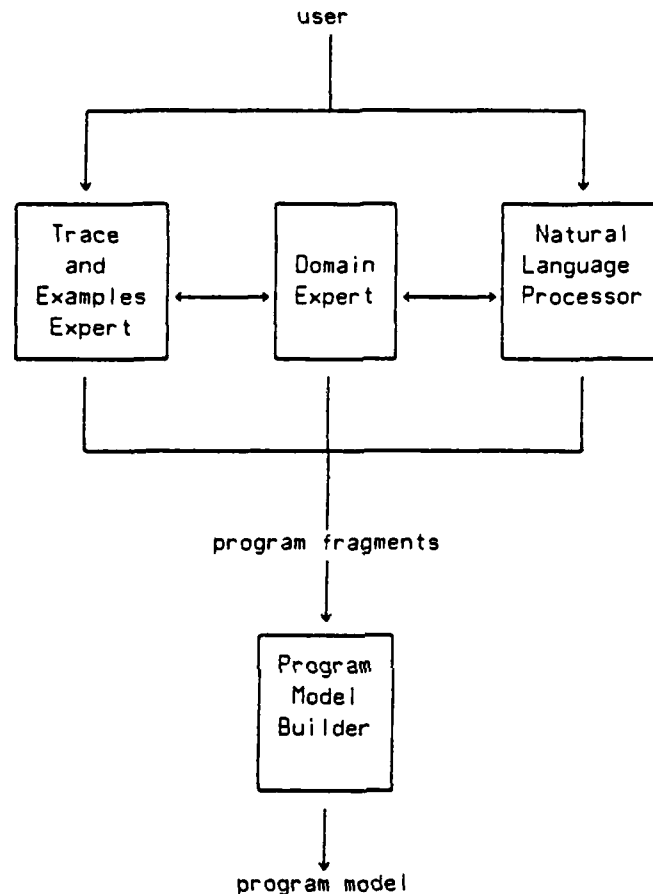 user
Trace
and
Examples
Expert
Domain
Expert
Natural
Language
Processor
program fragments
Program
Model
Builder
program model